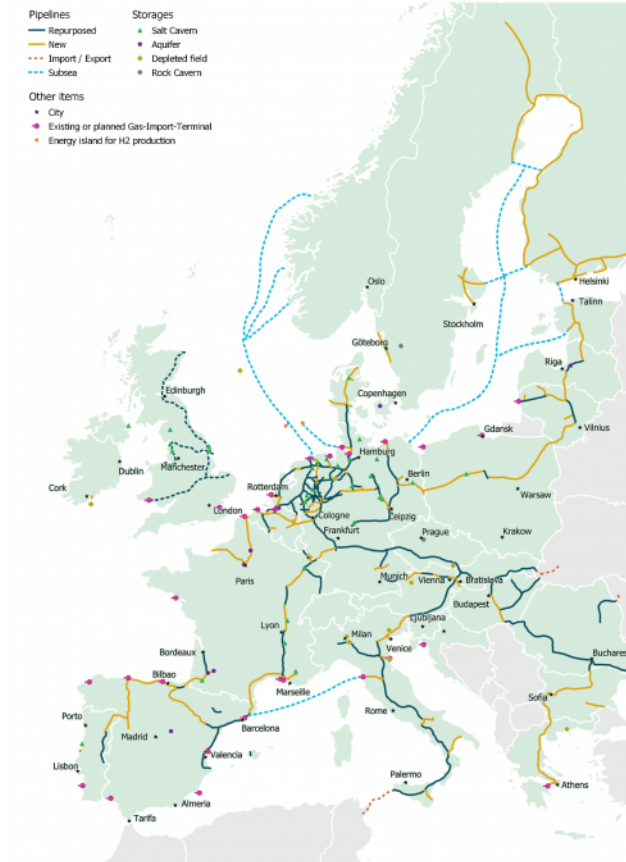 Pipelines
Repurposed
New
Import / Export
Subsea
Storages
Salt Cavern
Aquifer
Depleted field
Rock Cavern
Other items
City
Existing or planned Gas-Import-Terminal
Energy island for H2 production
Oslo
Helsinki
Talinn
Stockholm
Göteborg
Riga
Edinburgh
Copenhagen
Vilnius
Gdansk
Hamburg
Dublin
Manchester
Berlin
Cork
Rotterdam
Warsaw
London
Cologne
Leipzig
Frankfurt
Prague
Krakow
Paris
Munich
Vienna
Bratislava
Budapest
Ljubljana
Lyon
Milan
Venice
Bordeaux
Buchares
Bilbao
Marseille
Sofia
Porto
Rome
Barcelona
Madrid
Valencia
Lisbon
Palermo
Athens
Almeria
Tarifa